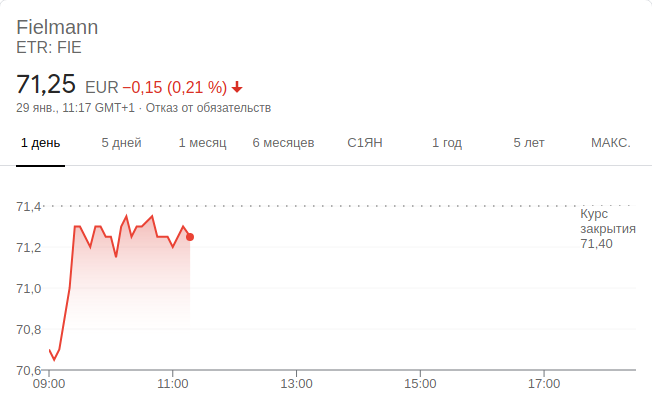 Fielmann
ETR: FIE
71,25 EUR −0,15 (0,21 %)
29 янв., 11:17 GMT+1 · Отказ от обязательств
1 день 5 дней 1 месяц 6 месяцев С1ЯН 1 год 5 лет МАКС.
71,4
Курс
закрытия
71,40
71,2
71,0
70,8
70,6
09:00 11:00 13:00 15:00 17:00